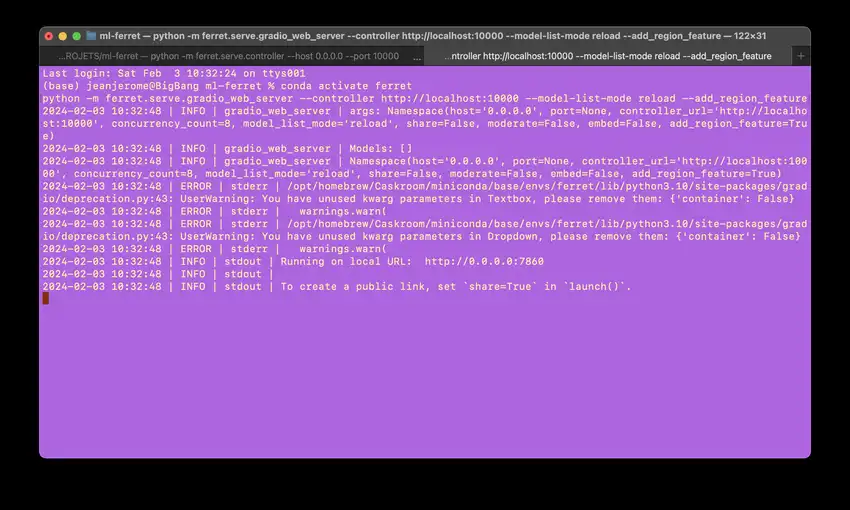 ml-ferret — python -m ferret.serve.gradio_web_server --controller http://localhost:10000 --model-list-mode reload --add_region_feature — 122×31
...ROJETS/ml-ferret — python -m ferret.serve.controller --host 0.0.0.0 --port 10000 ...
...ntroller http://localhost:10000 --model-list-mode reload --add_region_feature +
Last login: Sat Feb  3 10:32:24 on ttys001
(base) jeanjerome@BigBang ml-ferret % conda activate ferret
python -m ferret.serve.gradio_web_server --controller http://localhost:10000 --model-list-mode reload --add_region_feature
2024-02-03 10:32:48 | INFO | gradio_web_server | args: Namespace(host='0.0.0.0', port=None, controller_url='http://localhos
t:10000', concurrency_count=8, model_list_mode='reload', share=False, moderate=False, embed=False, add_region_feature=Tru
e)
2024-02-03 10:32:48 | INFO | gradio_web_server | Models: []
2024-02-03 10:32:48 | INFO | gradio_web_server | Namespace(host='0.0.0.0', port=None, controller_url='http://localhost:100
00', concurrency_count=8, model_list_mode='reload', share=False, moderate=False, embed=False, add_region_feature=True)
2024-02-03 10:32:48 | ERROR | stderr | /opt/homebrew/Caskroom/miniconda/base/envs/ferret/lib/python3.10/site-packages/grad
io/deprecation.py:43: UserWarning: You have unused kwarg parameters in Textbox, please remove them: {'container': False}
2024-02-03 10:32:48 | ERROR | stderr |   warnings.warn(
2024-02-03 10:32:48 | ERROR | stderr | /opt/homebrew/Caskroom/miniconda/base/envs/ferret/lib/python3.10/site-packages/grad
io/deprecation.py:43: UserWarning: You have unused kwarg parameters in Dropdown, please remove them: {'container': False}
2024-02-03 10:32:48 | ERROR | stderr |   warnings.warn(
2024-02-03 10:32:48 | INFO | stdout | Running on local URL:  http://0.0.0.0:7860
2024-02-03 10:32:48 | INFO | stdout |
2024-02-03 10:32:48 | INFO | stdout | To create a public link, set `share=True` in `launch()`.